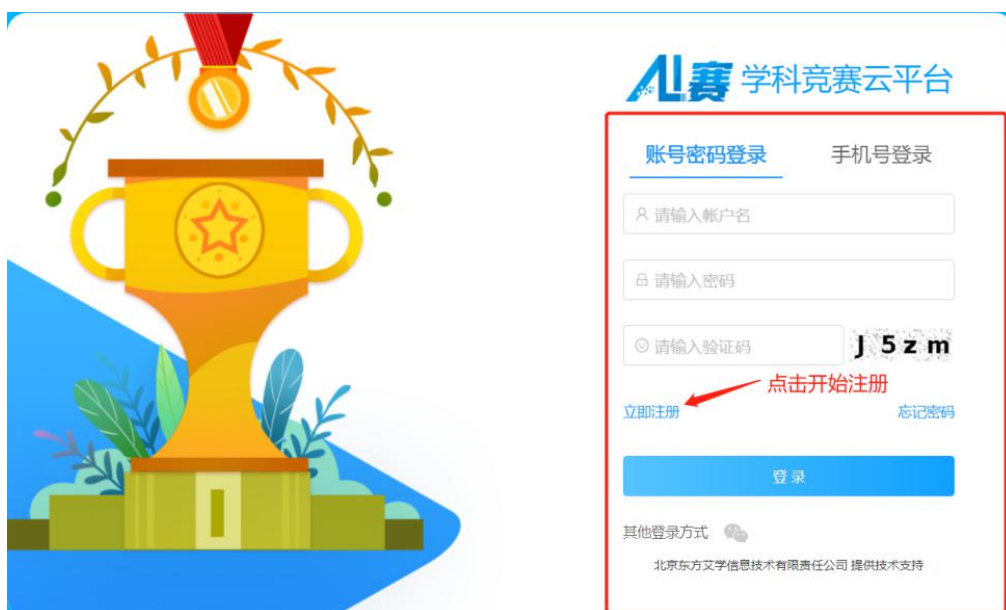 AI赛 学科竞赛云平台
账号密码登录 手机号登录
请输入帐户名
请输入密码
请输入验证码 J 5 z m
点击开始注册
立即注册 忘记密码
登 录
其他登录方式
北京东方艾学信息技术有限责任公司 提供技术支持